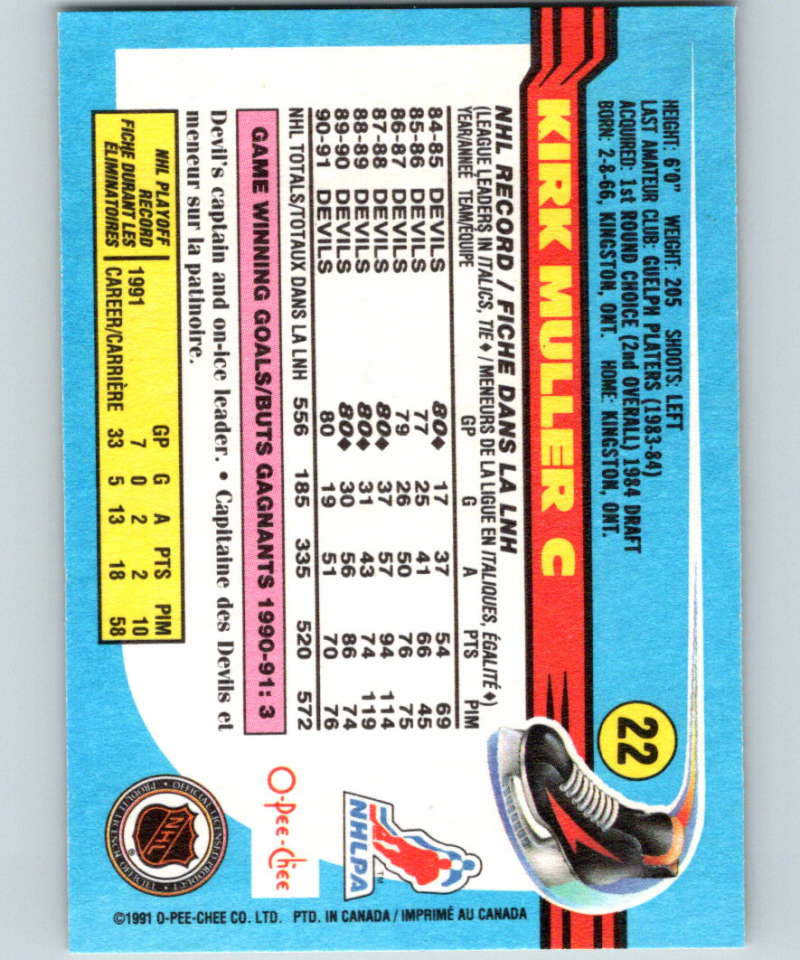 22
HEIGHT: 6'0" WEIGHT: 205 SHOOTS: LEFT
LAST AMATEUR CLUB: GUELPH PLATERS (1983-84)
ACQUIRED: 1st ROUND CHOICE (2nd OVERALL) 1984 DRAFT
BORN: 2-8-66, KINGSTON, ONT. HOME: KINGSTON, ONT.
KIRK MULLER C
NHL RECORD / FICHE DANS LA LNH
(LEAGUE LEADERS IN ITALICS, TIE ♦ / MENEURS DE LA LIGUE EN ITALIQUES, ÉGALITÉ ♦)
YEAR/ANNÉE TEAM/ÉQUIPE GP G A PTS PIM
84-85 DEVILS 80♦ 17 37 54 69
85-86 DEVILS 77 25 41 66 45
86-87 DEVILS 79 26 50 76 75
87-88 DEVILS 80♦ 37 57 94 114
88-89 DEVILS 80♦ 31 43 74 119
89-90 DEVILS 80♦ 30 56 86 74
90-91 DEVILS 80 19 51 70 76
NHL TOTALS/TOTAUX DANS LA LNH 556 185 335 520 572
GAME WINNING GOALS/BUTS GAGNANTS 1990-91: 3
Devil's captain and on-ice leader. • Capitaine des Devils et
meneur sur la patinoire.
NHL PLAYOFF
RECORD
FICHE DURANT LES
ÉLIMINATOIRES
GP G A PTS PIM
1991 7 0 2 2 10
CAREER/CARRIÈRE 33 5 13 18 58
NHLPA
TM
O-Pee-Chee
OFFICIAL LICENSED PRODUCT
NHL
®
PRODUIT LICENCIÉ OFFICIEL
©1991 O-PEE-CHEE CO. LTD. PTD. IN CANADA / IMPRIMÉ AU CANADA